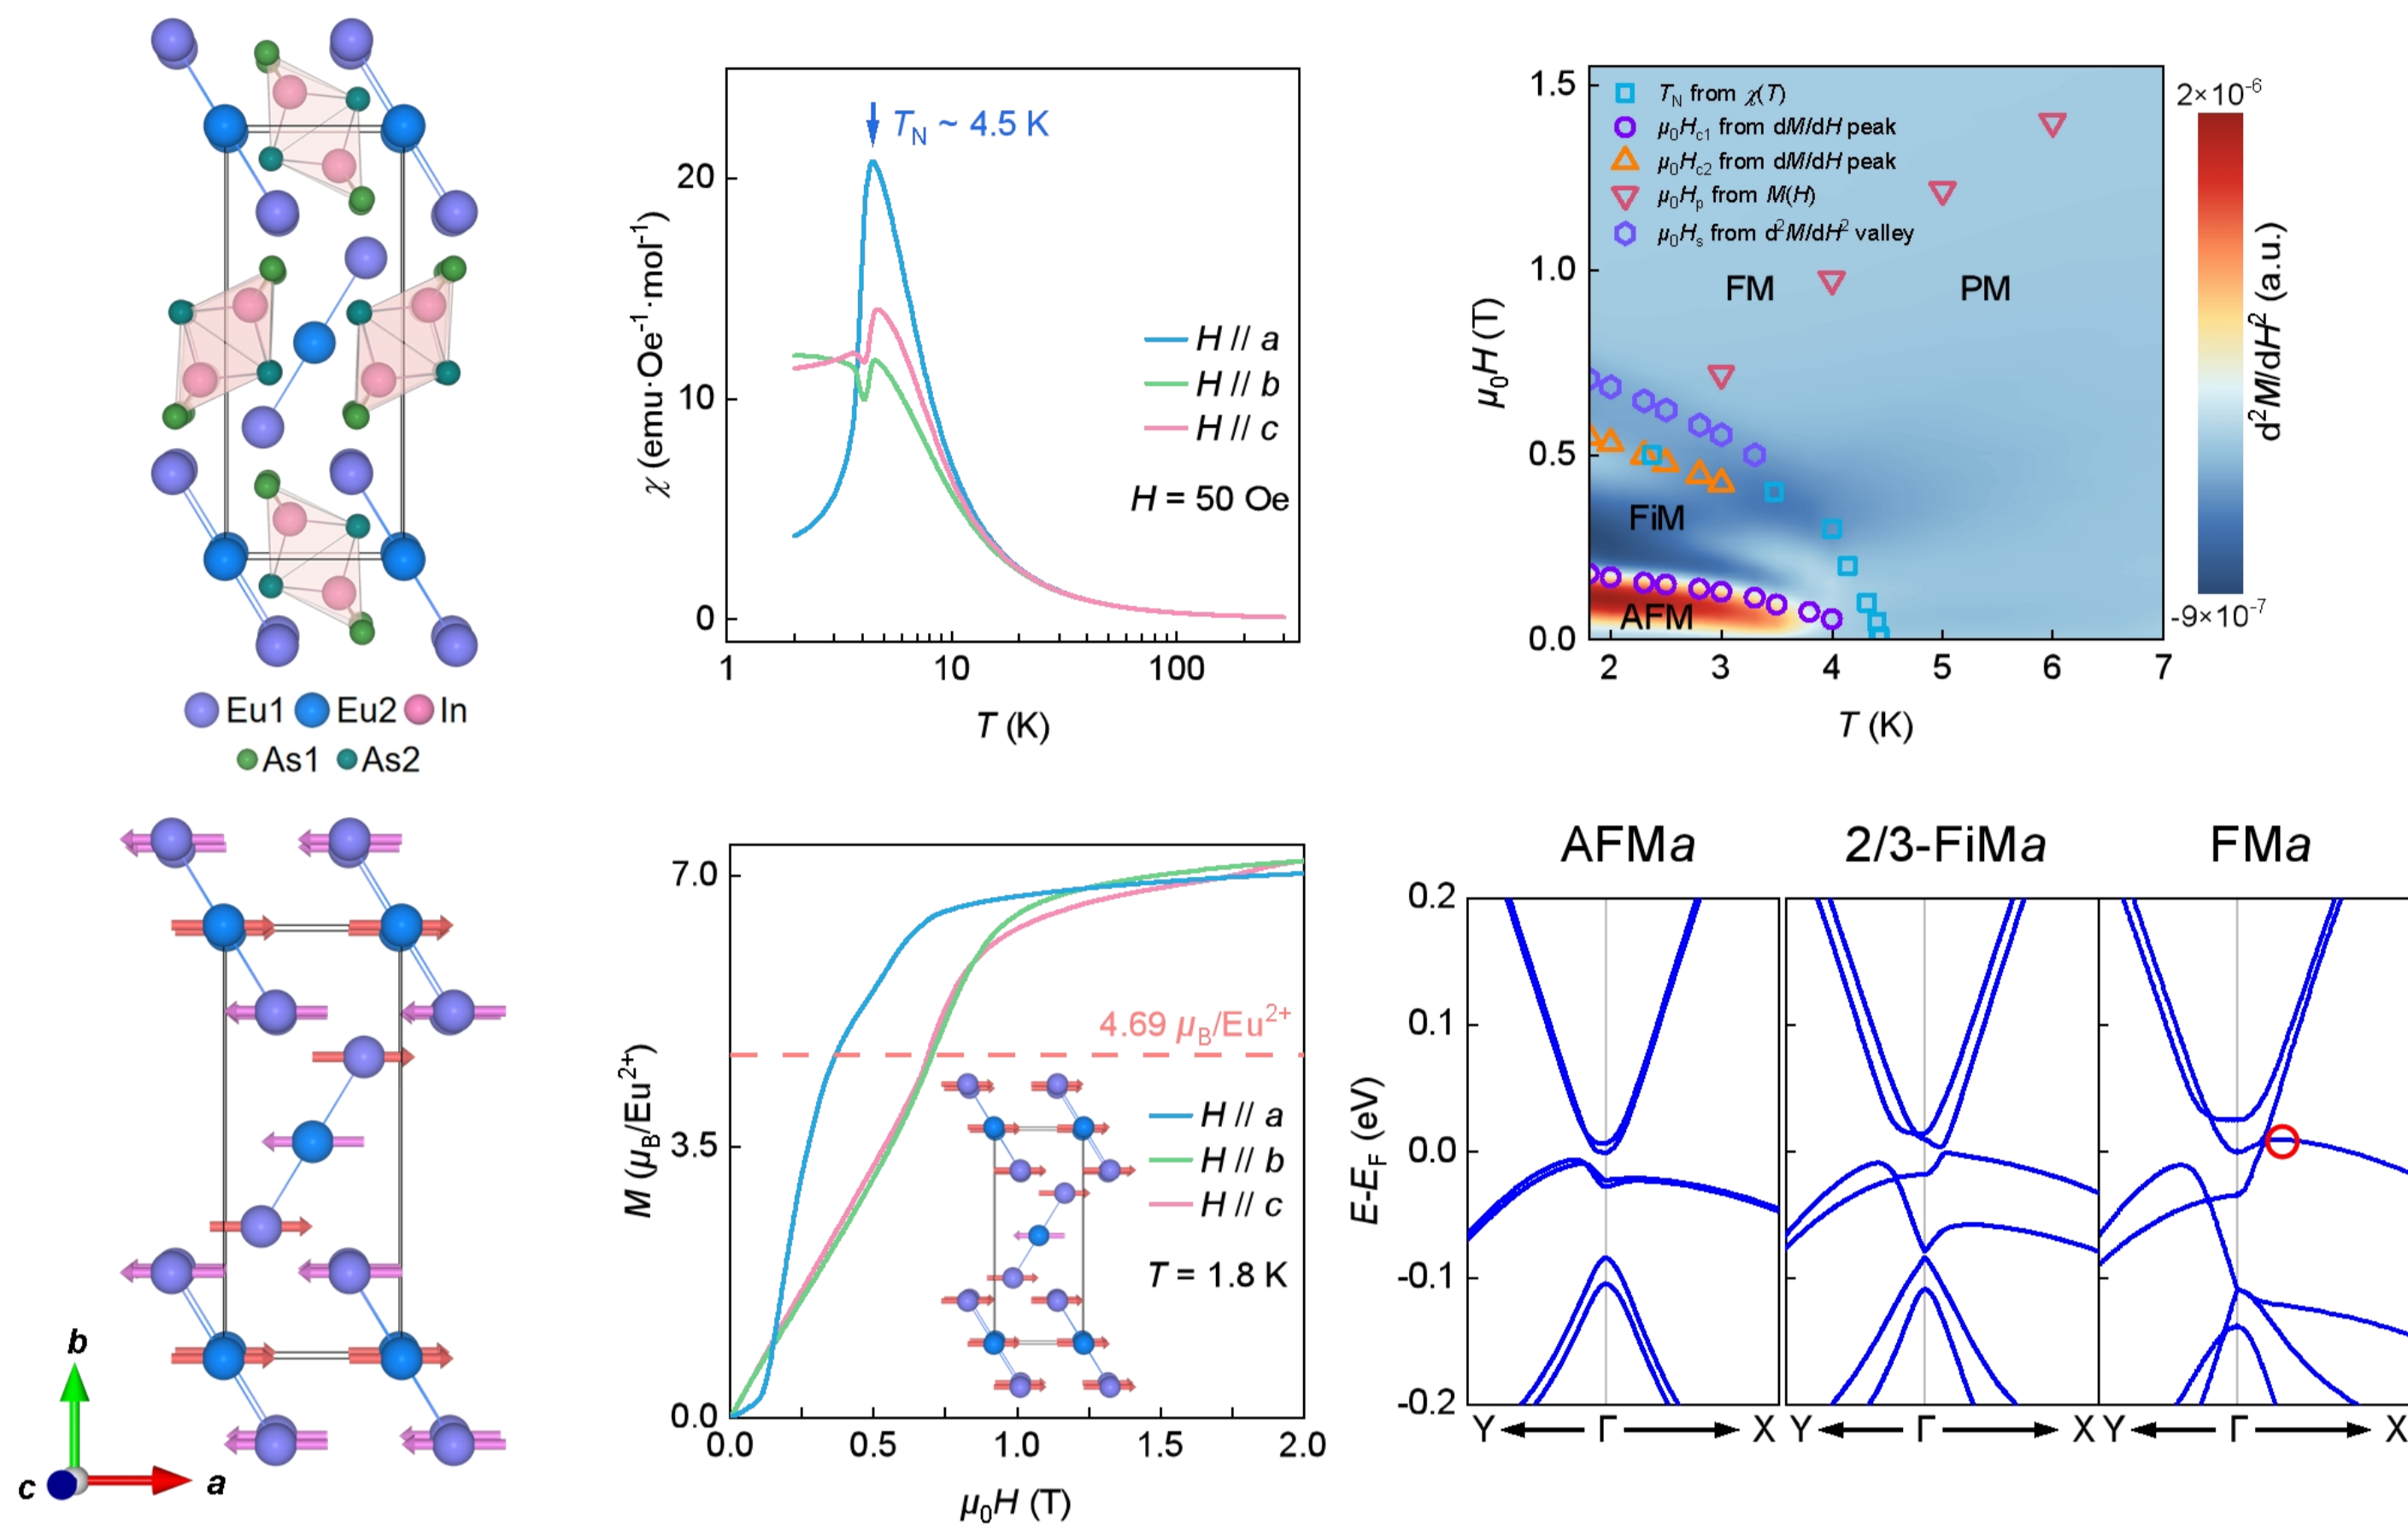 Eu1 Eu2 In
As1 As2
b
c
a
χ (emu·Oe⁻¹·mol⁻¹)
20
10
0
T_N ~ 4.5 K
H // a
H // b
H // c
H = 50 Oe
1 10 100
T (K)
μ₀H (T)
1.5
1.0
0.5
0.0
T_N from χ(T)
μ₀H_c1 from dM/dH peak
μ₀H_c2 from dM/dH peak
μ₀H_p from M(H)
μ₀H_s from d²M/dH² valley
FM
PM
FiM
AFM
2 3 4 5 6 7
T (K)
2×10⁻⁶
-9×10⁻⁷
d²M/dH² (a.u.)
M (μ_B/Eu²⁺)
7.0
3.5
0.0
4.69 μ_B/Eu²⁺
H // a
H // b
H // c
T = 1.8 K
0.0 0.5 1.0 1.5 2.0
μ₀H (T)
AFMa 2/3-FiMa FMa
E-E_F (eV)
0.2
0.1
0.0
-0.1
-0.2
Y Γ X Y Γ X Y Γ X